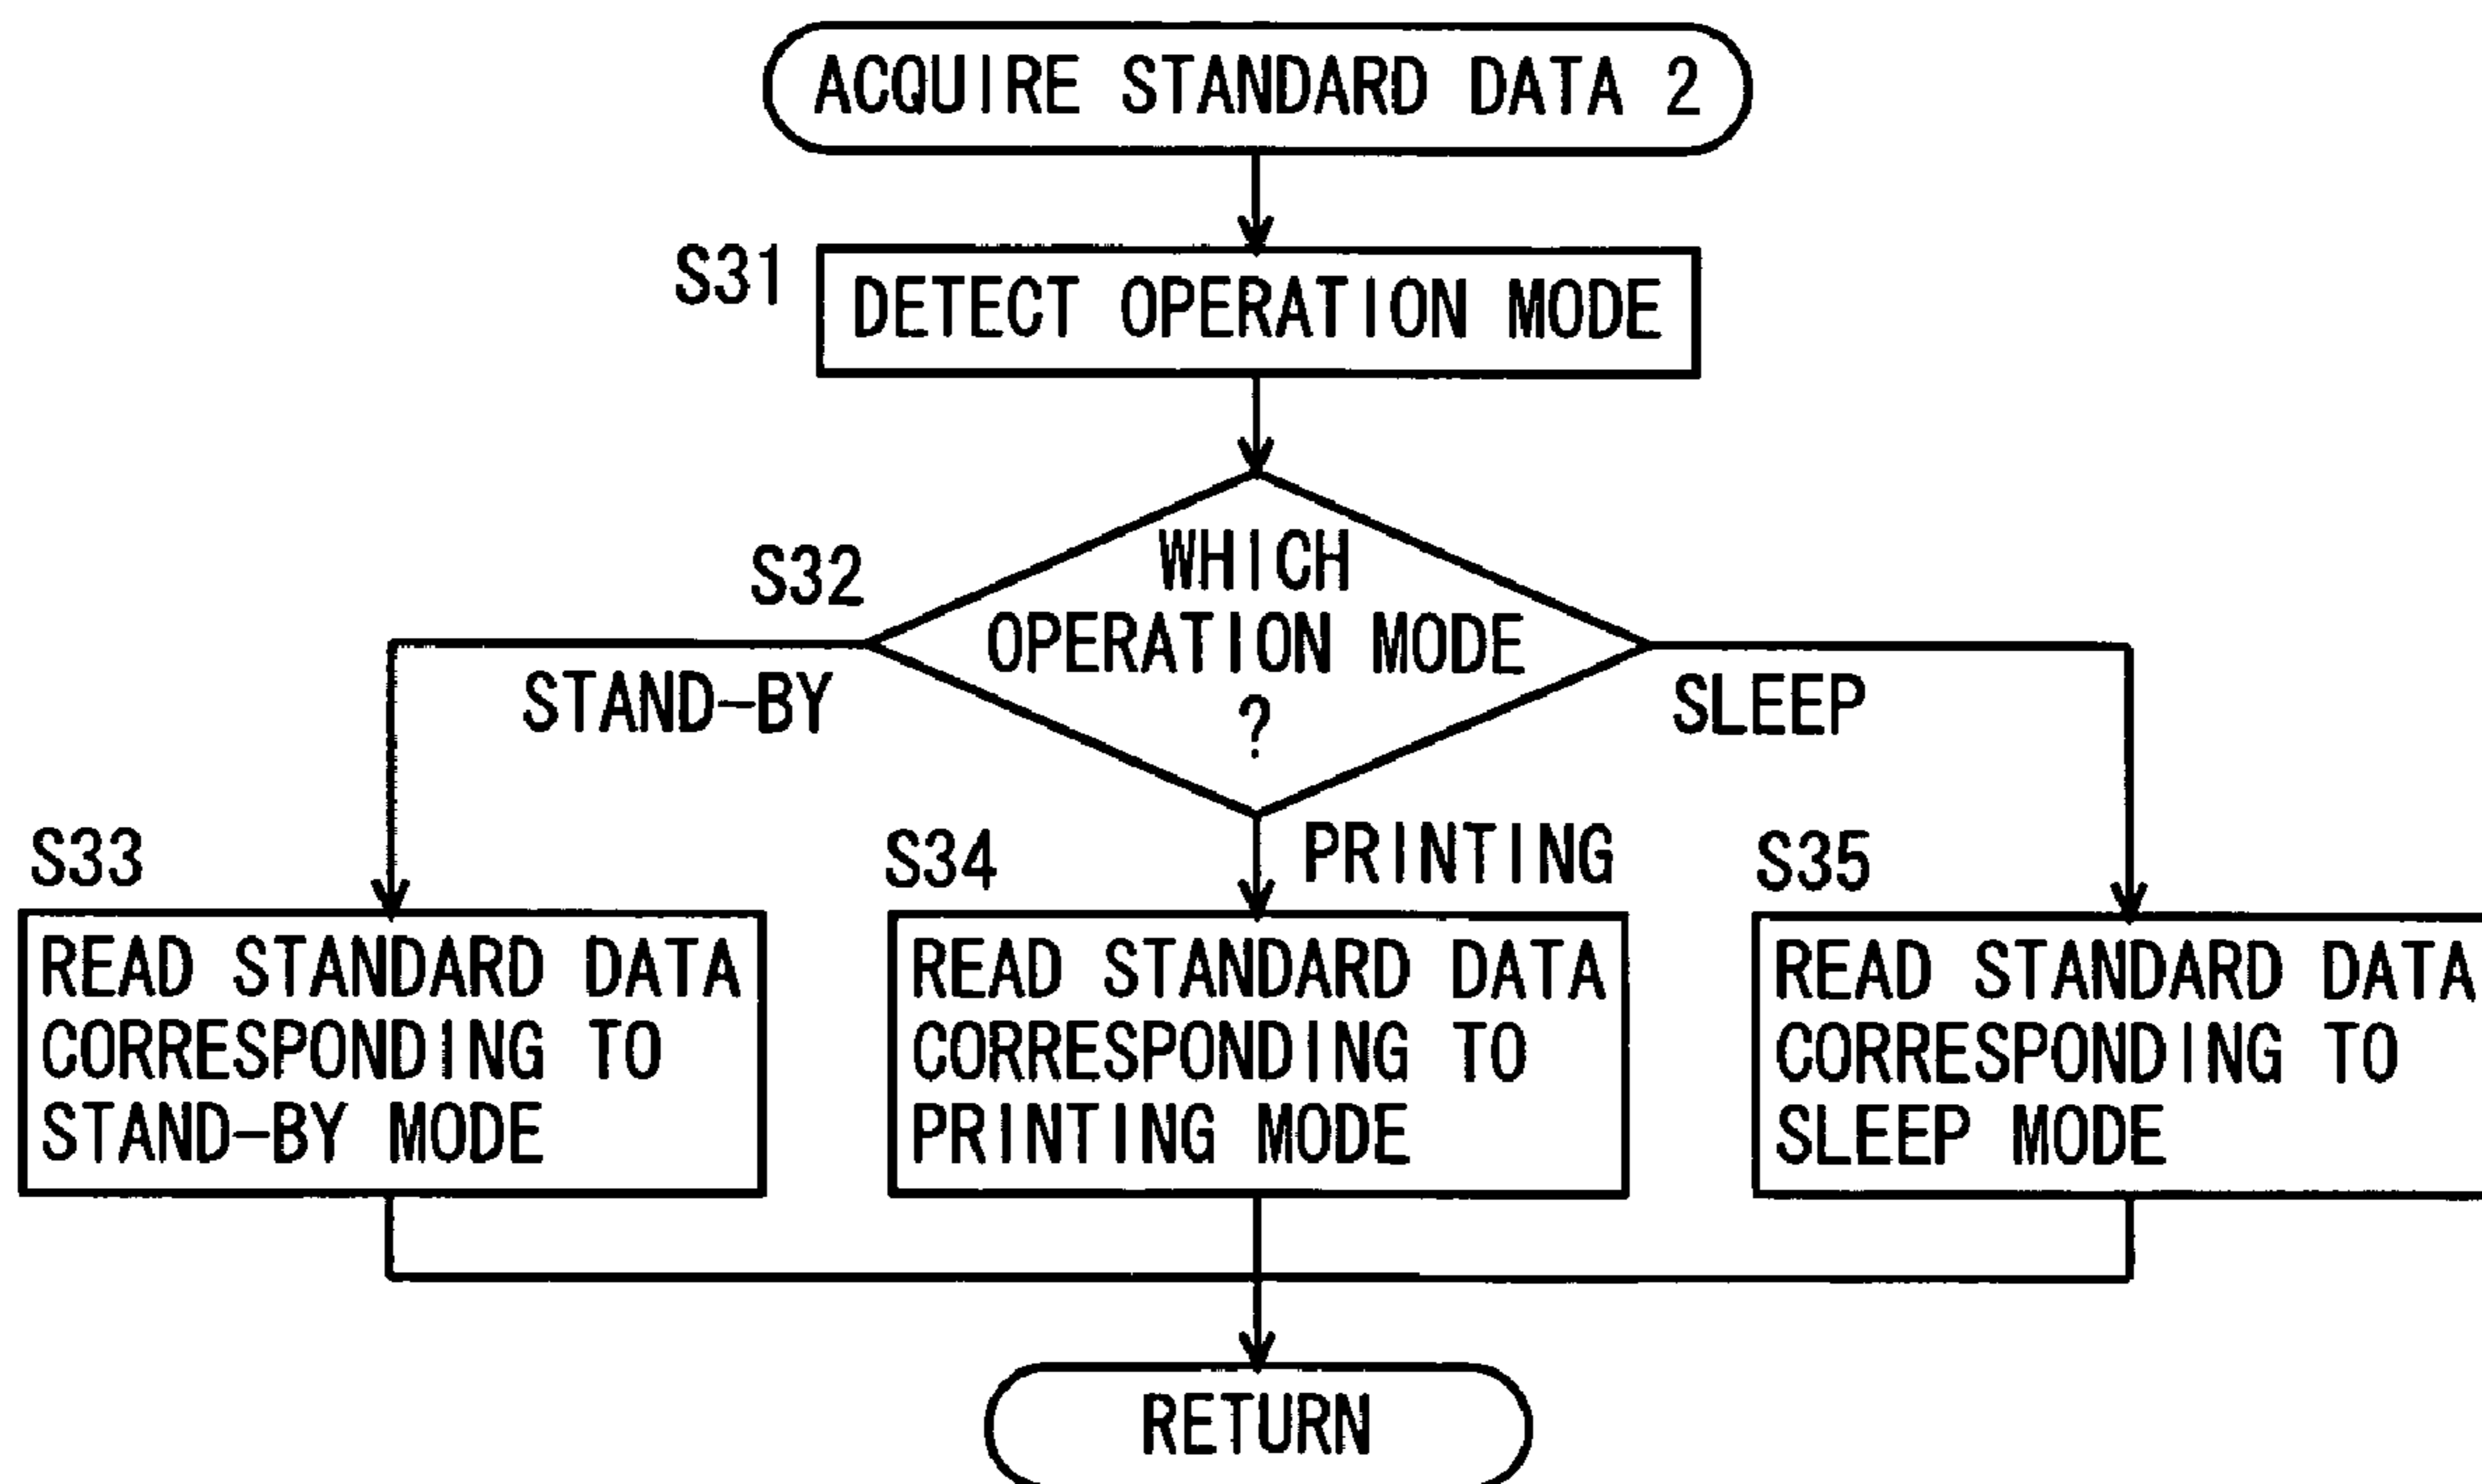 ACQUIRE STANDARD DATA 2
S31
DETECT OPERATION MODE
S32
WHICH
OPERATION MODE
?
STAND-BY
SLEEP
PRINTING
S33
READ STANDARD DATA
CORRESPONDING TO
STAND-BY MODE
S34
READ STANDARD DATA
CORRESPONDING TO
PRINTING MODE
S35
READ STANDARD DATA
CORRESPONDING TO
SLEEP MODE
RETURN